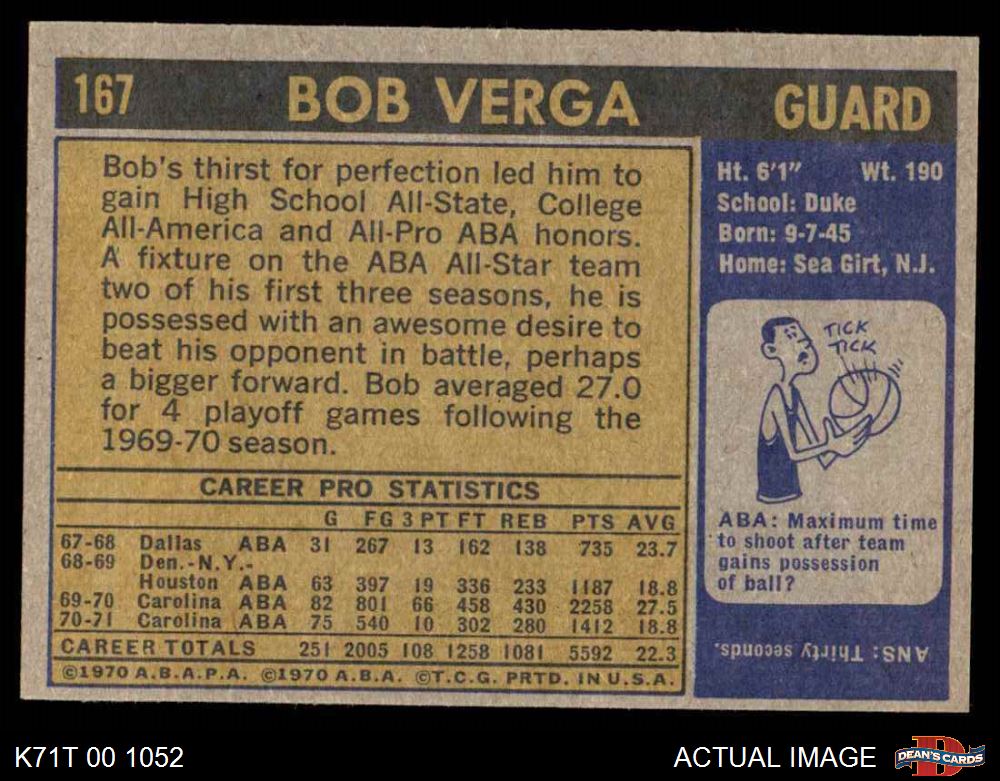 167 BOB VERGA GUARD
Bob's thirst for perfection led him to
gain High School All-State, College
All-America and All-Pro ABA honors.
A fixture on the ABA All-Star team
two of his first three seasons, he is
possessed with an awesome desire to
beat his opponent in battle, perhaps
a bigger forward. Bob averaged 27.0
for 4 playoff games following the
1969-70 season.
CAREER PRO STATISTICS
G FG 3 PT FT REB PTS AVG
67-68 Dallas ABA 31 267 13 162 138 735 23.7
68-69 Den.-N.Y.-
Houston ABA 63 397 19 336 233 1187 18.8
69-70 Carolina ABA 82 801 66 458 430 2258 27.5
70-71 Carolina ABA 75 540 10 302 280 1412 18.8
CAREER TOTALS 251 2005 108 1258 1081 5592 22.3
©1970 A.B.A.P.A. ©1970 A.B.A. ©T.C.G. PRTD. IN U.S.A.
Ht. 6'1" Wt. 190
School: Duke
Born: 9-7-45
Home: Sea Girt, N.J.
TICK
TICK
ABA: Maximum time
to shoot after team
gains possession
of ball?
ANS: Thirty seconds.
K71T 00 1052 ACTUAL IMAGE DEAN'S CARDS